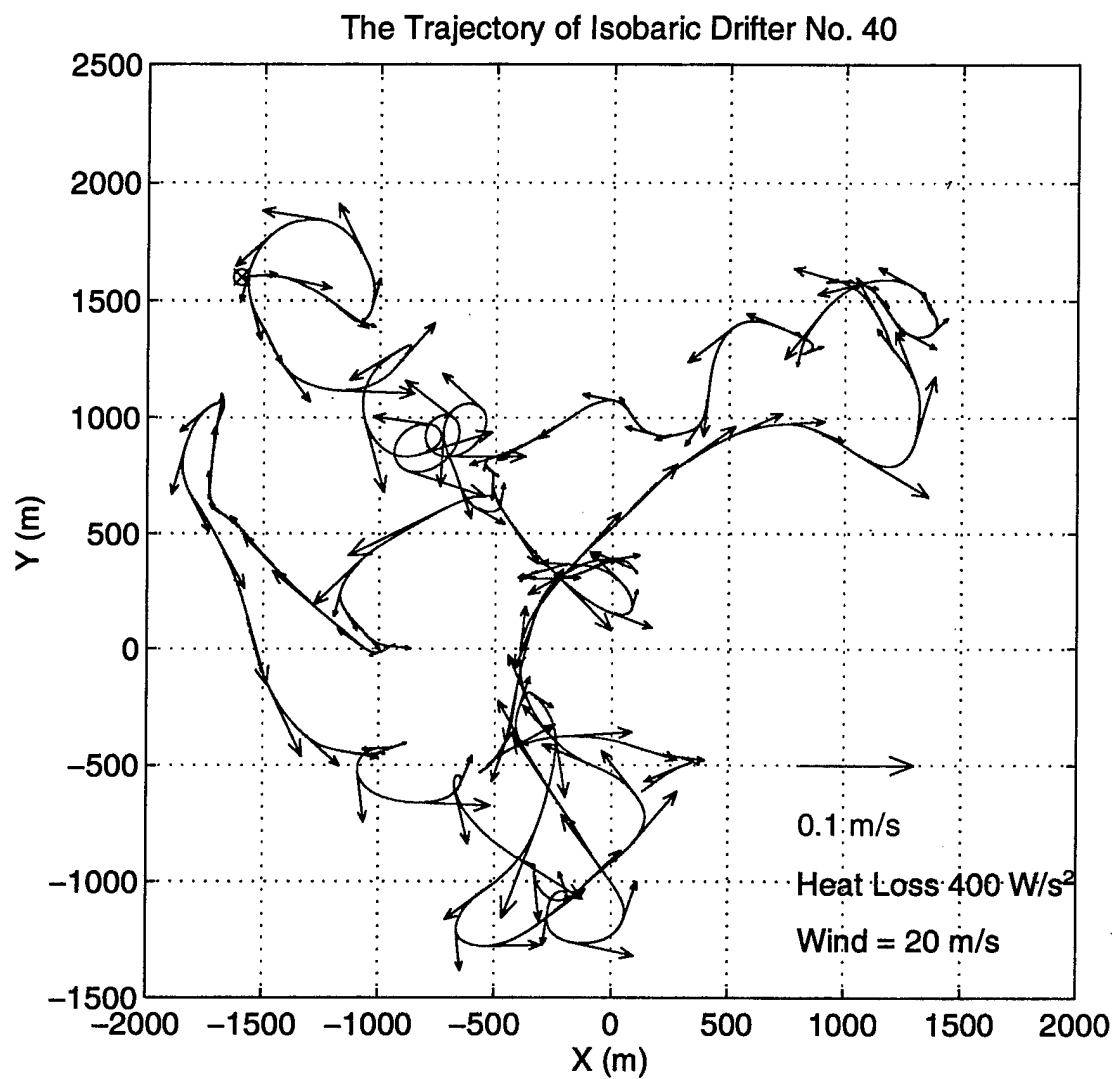 The Trajectory of Isobaric Drifter No. 40
2500
2000
1500
1000
500
0
−500
−1000
−1500
Y (m)
0.1 m/s
Heat Loss 400 W/s²
Wind = 20 m/s
−2000 −1500 −1000 −500 0 500 1000 1500 2000
X (m)